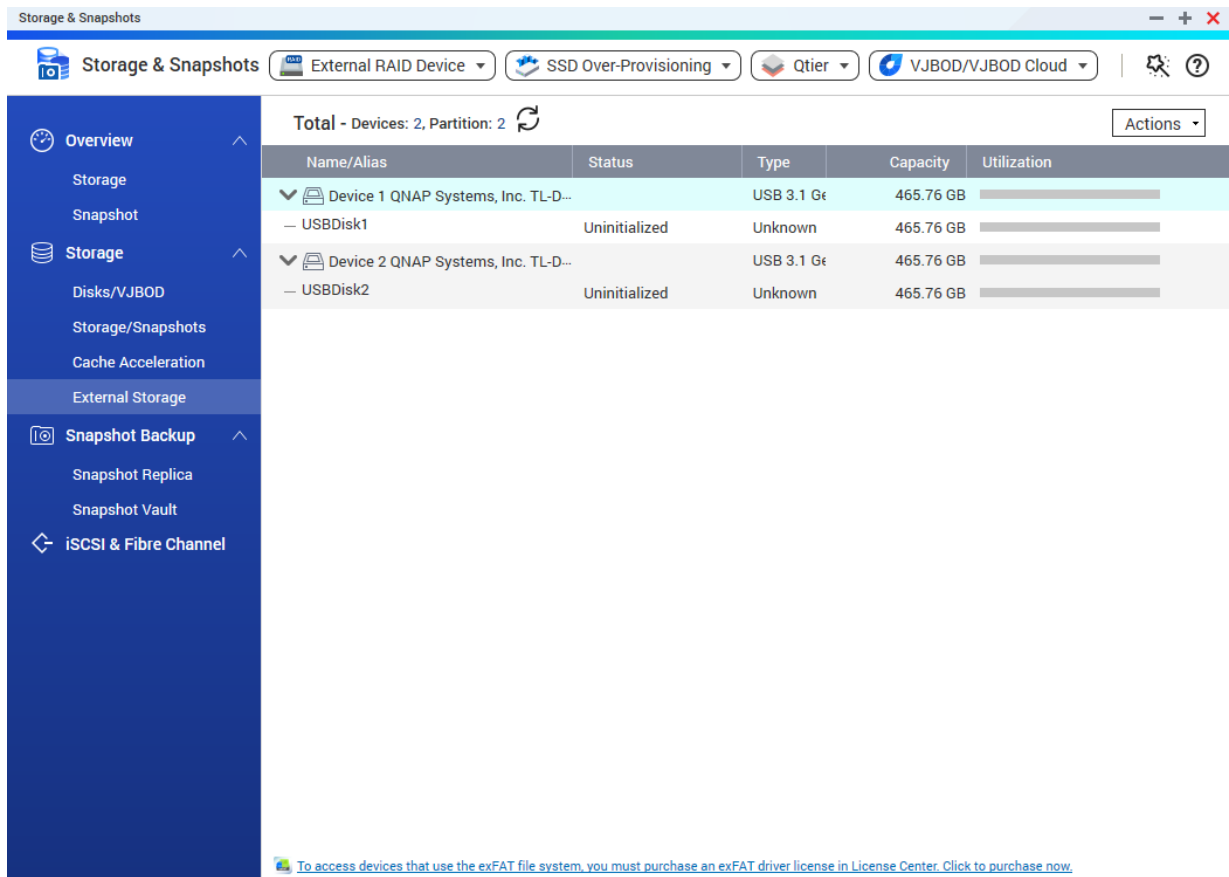 Storage & Snapshots
Storage & Snapshots External RAID Device SSD Over-Provisioning Qtier VJBOD/VJBOD Cloud
Overview
Storage
Snapshot
Storage
Disks/VJBOD
Storage/Snapshots
Cache Acceleration
External Storage
Snapshot Backup
Snapshot Replica
Snapshot Vault
iSCSI & Fibre Channel
Total - Devices: 2, Partition: 2
Actions
Name/Alias Status Type Capacity Utilization
Device 1 QNAP Systems, Inc. TL-D··· USB 3.1 Ge 465.76 GB
USBDisk1 Uninitialized Unknown 465.76 GB
Device 2 QNAP Systems, Inc. TL-D··· USB 3.1 Ge 465.76 GB
USBDisk2 Uninitialized Unknown 465.76 GB
To access devices that use the exFAT file system, you must purchase an exFAT driver license in License Center. Click to purchase now.